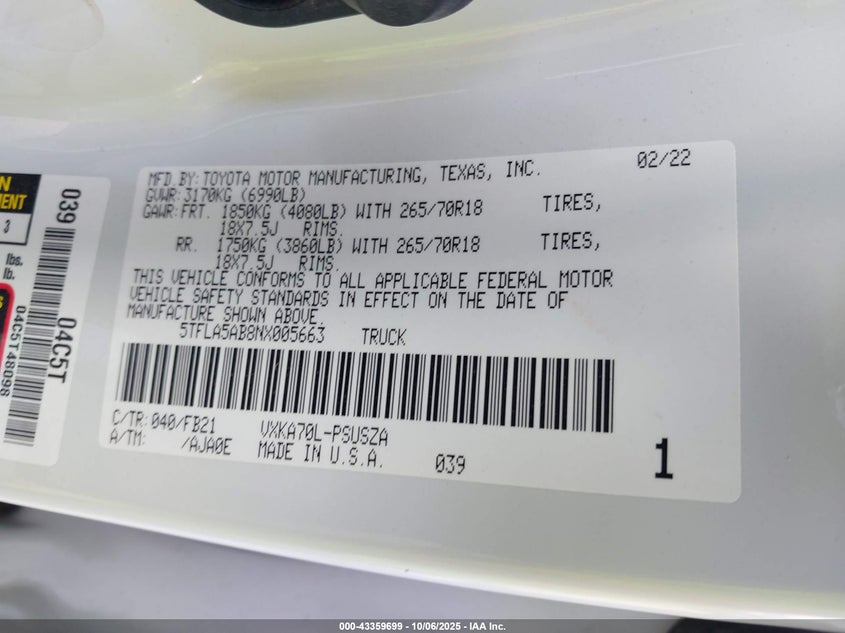 MFD BY: TOYOTA MOTOR MANUFACTURING, TEXAS, INC. 02/22
GVWR: 3170KG (6990LB)
GAWR: FRT. 1850KG (4080LB) WITH 265/70R18 TIRES,
18X7.5J RIMS.
RR. 1750KG (3860LB) WITH 265/70R18 TIRES,
18X7.5J RIMS.
THIS VEHICLE CONFORMS TO ALL APPLICABLE FEDERAL MOTOR
VEHICLE SAFETY STANDARDS IN EFFECT ON THE DATE OF
MANUFACTURE SHOWN ABOVE.
5TFLA5AB8NX005663 TRUCK
C/TR: 040/FB21 VXKA70L-PSUSZA
A/TM: /AJA0E MADE IN U.S.A. 039 1
3
lbs.
lb.
039 04C5T
04C5T48098
000-43359699 - 10/06/2025 - IAA Inc.